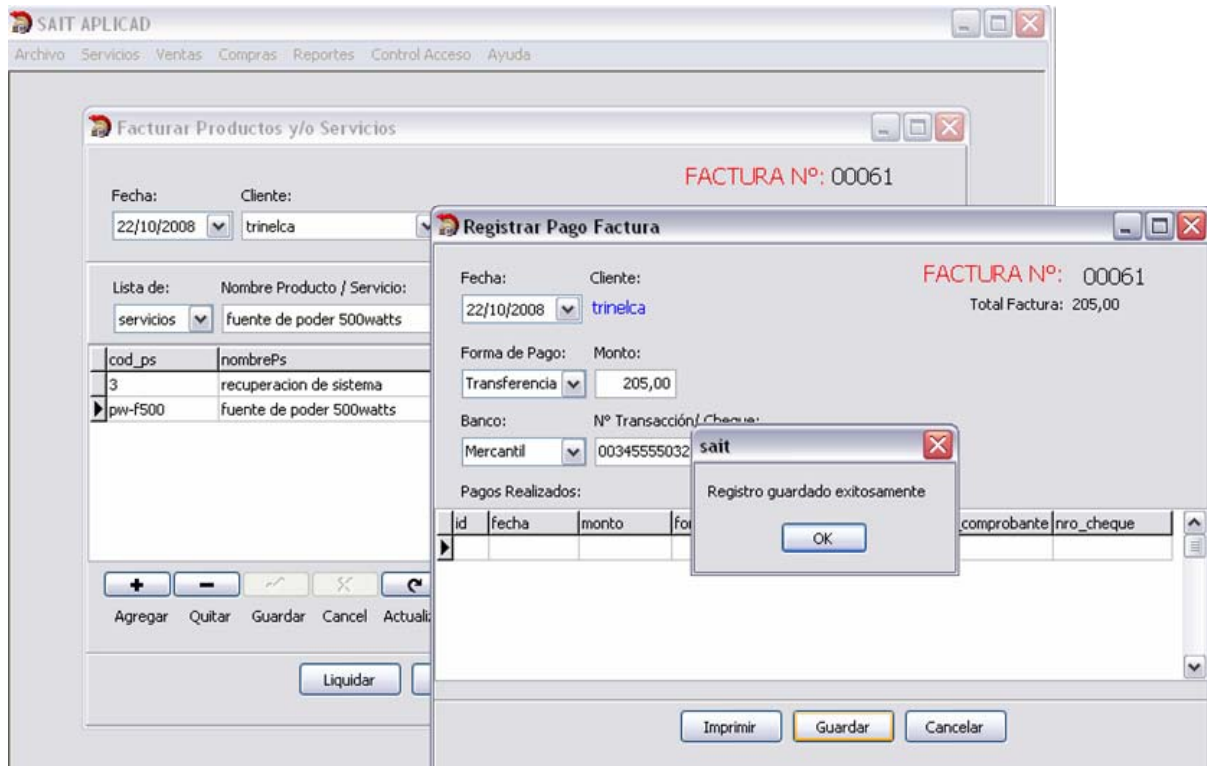 SAIT APLICAD
Archivo Servicios Ventas Compras Reportes Control Acceso Ayuda
Facturar Productos y/o Servicios
FACTURA Nº: 00061
Fecha: Cliente:
22/10/2008 trinelca
Lista de: Nombre Producto / Servicio:
servicios fuente de poder 500watts
cod_ps nombrePs
3 recuperacion de sistema
pw-f500 fuente de poder 500watts
Agregar Quitar Guardar Cancel
Liquidar
Registrar Pago Factura
Fecha: Cliente: FACTURA Nº: 00061
22/10/2008 trinelca Total Factura: 205,00
Forma de Pago: Monto:
Transferencia 205,00
Banco: Nº Transacción/ Cheque:
Mercantil 00345555032
Pagos Realizados:
id fecha monto _comprobante nro_cheque
sait
Registro guardado exitosamente
OK
Imprimir Guardar Cancelar